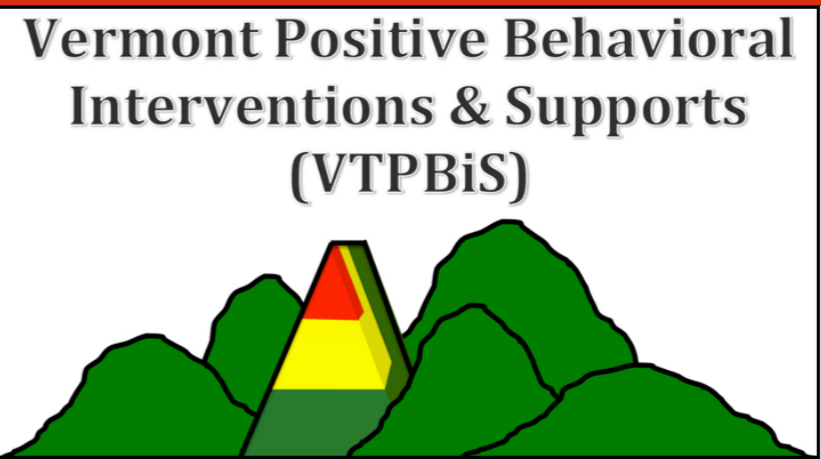 Vermont Positive Behavioral
Interventions & Supports
(VTPBiS)